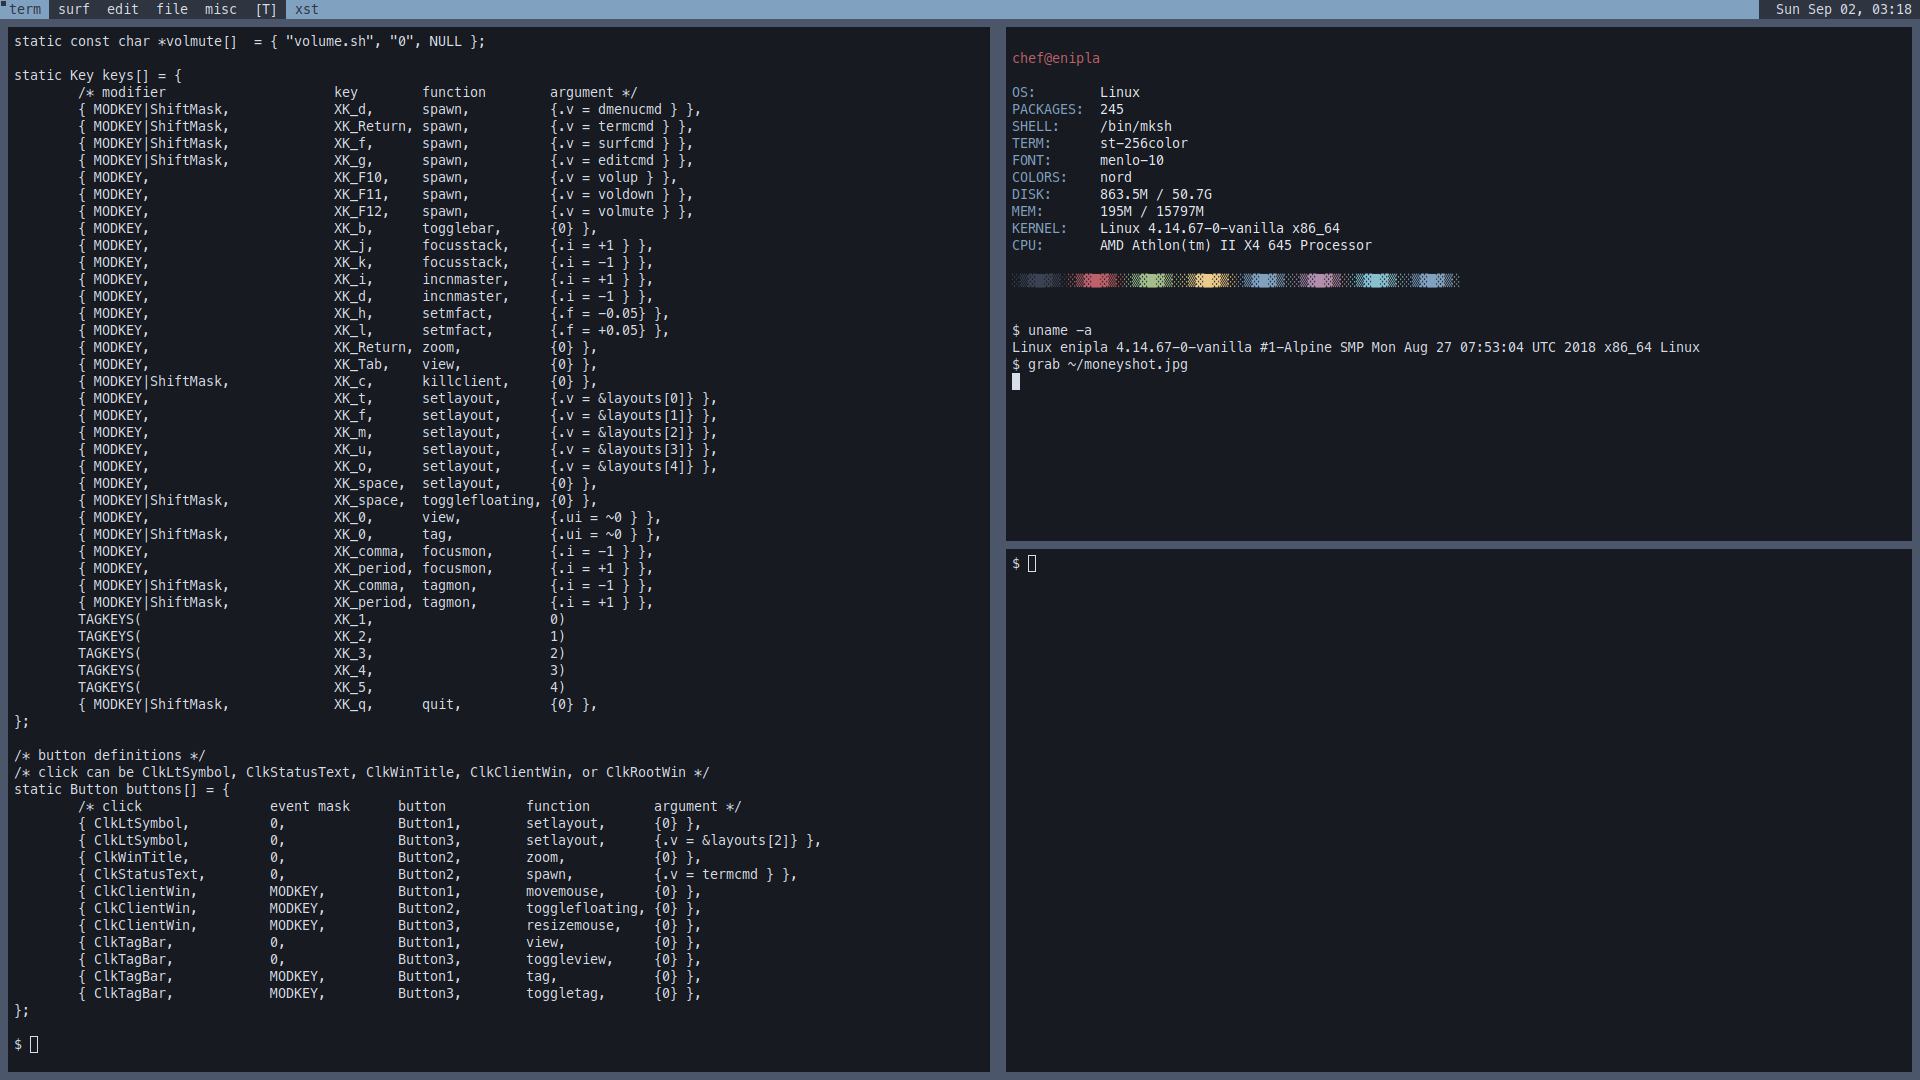 term surf edit file misc [T] xst Sun Sep 02, 03:18
static const char *volmute[]  = { "volume.sh", "0", NULL };
static Key keys[] = {
/* modifier key function argument */
{ MODKEY|ShiftMask, XK_d, spawn, {.v = dmenucmd } },
{ MODKEY|ShiftMask, XK_Return, spawn, {.v = termcmd } },
{ MODKEY|ShiftMask, XK_f, spawn, {.v = surfcmd } },
{ MODKEY|ShiftMask, XK_g, spawn, {.v = editcmd } },
{ MODKEY, XK_F10, spawn, {.v = volup } },
{ MODKEY, XK_F11, spawn, {.v = voldown } },
{ MODKEY, XK_F12, spawn, {.v = volmute } },
{ MODKEY, XK_b, togglebar, {0} },
{ MODKEY, XK_j, focusstack, {.i = +1 } },
{ MODKEY, XK_k, focusstack, {.i = −1 } },
{ MODKEY, XK_i, incnmaster, {.i = +1 } },
{ MODKEY, XK_d, incnmaster, {.i = −1 } },
{ MODKEY, XK_h, setmfact, {.f = −0.05} },
{ MODKEY, XK_l, setmfact, {.f = +0.05} },
{ MODKEY, XK_Return, zoom, {0} },
{ MODKEY, XK_Tab, view, {0} },
{ MODKEY|ShiftMask, XK_c, killclient, {0} },
{ MODKEY, XK_t, setlayout, {.v = &layouts[0]} },
{ MODKEY, XK_f, setlayout, {.v = &layouts[1]} },
{ MODKEY, XK_m, setlayout, {.v = &layouts[2]} },
{ MODKEY, XK_u, setlayout, {.v = &layouts[3]} },
{ MODKEY, XK_o, setlayout, {.v = &layouts[4]} },
{ MODKEY, XK_space, setlayout, {0} },
{ MODKEY|ShiftMask, XK_space, togglefloating, {0} },
{ MODKEY, XK_0, view, {.ui = ~0 } },
{ MODKEY|ShiftMask, XK_0, tag, {.ui = ~0 } },
{ MODKEY, XK_comma, focusmon, {.i = −1 } },
{ MODKEY, XK_period, focusmon, {.i = +1 } },
{ MODKEY|ShiftMask, XK_comma, tagmon, {.i = −1 } },
{ MODKEY|ShiftMask, XK_period, tagmon, {.i = +1 } },
TAGKEYS( XK_1, 0)
TAGKEYS( XK_2, 1)
TAGKEYS( XK_3, 2)
TAGKEYS( XK_4, 3)
TAGKEYS( XK_5, 4)
{ MODKEY|ShiftMask, XK_q, quit, {0} },
};
/* button definitions */
/* click can be ClkLtSymbol, ClkStatusText, ClkWinTitle, ClkClientWin, or ClkRootWin */
static Button buttons[] = {
/* click event mask button function argument */
{ ClkLtSymbol, 0, Button1, setlayout, {0} },
{ ClkLtSymbol, 0, Button3, setlayout, {.v = &layouts[2]} },
{ ClkWinTitle, 0, Button2, zoom, {0} },
{ ClkStatusText, 0, Button2, spawn, {.v = termcmd } },
{ ClkClientWin, MODKEY, Button1, movemouse, {0} },
{ ClkClientWin, MODKEY, Button2, togglefloating, {0} },
{ ClkClientWin, MODKEY, Button3, resizemouse, {0} },
{ ClkTagBar, 0, Button1, view, {0} },
{ ClkTagBar, 0, Button3, toggleview, {0} },
{ ClkTagBar, MODKEY, Button1, tag, {0} },
{ ClkTagBar, MODKEY, Button3, toggletag, {0} },
};
$
chef@enipla
OS: Linux
PACKAGES: 245
SHELL: /bin/mksh
TERM: st−256color
FONT: menlo−10
COLORS: nord
DISK: 863.5M / 50.7G
MEM: 195M / 15797M
KERNEL: Linux 4.14.67−0−vanilla x86_64
CPU: AMD Athlon(tm) II X4 645 Processor
$ uname −a
Linux enipla 4.14.67−0−vanilla #1−Alpine SMP Mon Aug 27 07:53:04 UTC 2018 x86_64 Linux
$ grab ~/moneyshot.jpg
$